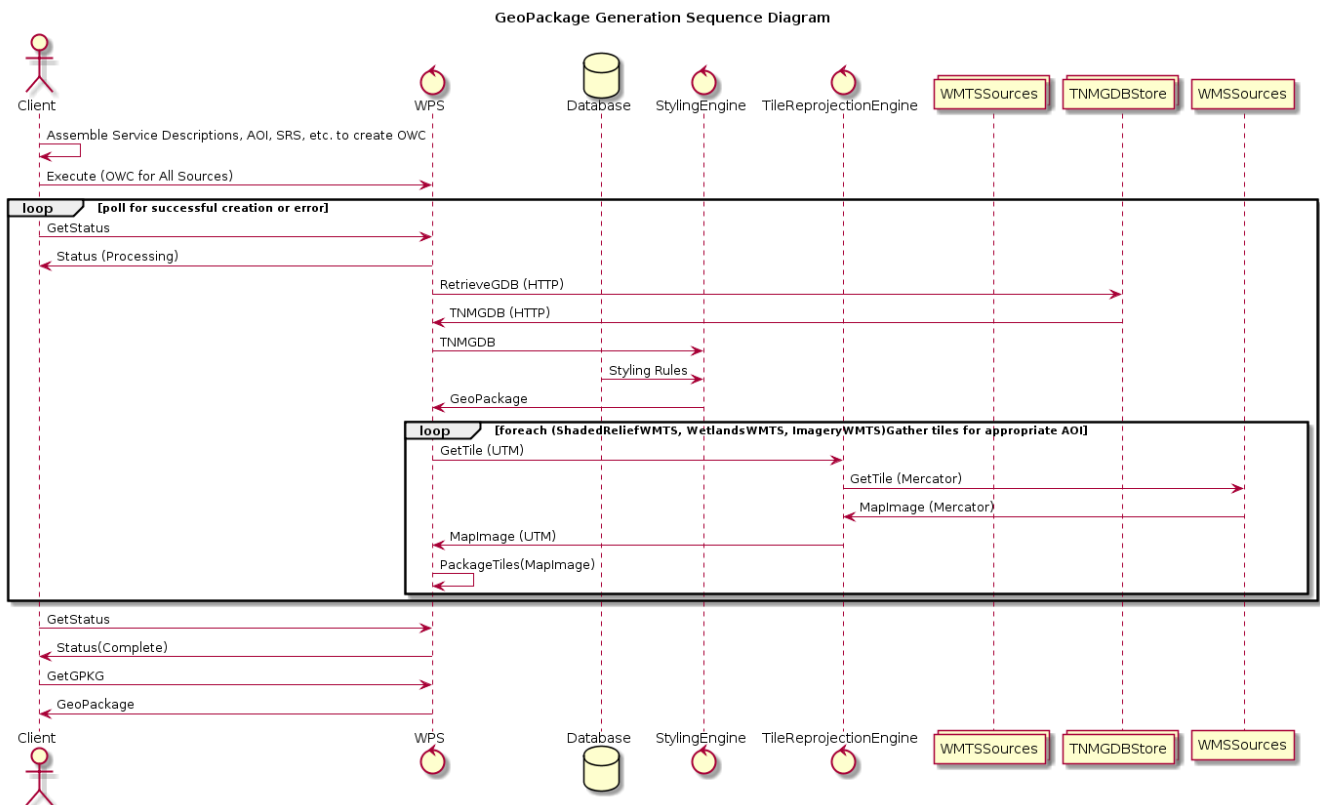 GeoPackage Generation Sequence Diagram
Client
WPS
Database
StylingEngine
TileReprojectionEngine
WMTSSources
TNMGDBStore
WMSSources
Assemble Service Descriptions, AOI, SRS, etc. to create OWC
Execute (OWC for All Sources)
loop [poll for successful creation or error]
GetStatus
Status (Processing)
RetrieveGDB (HTTP)
TNMGDB (HTTP)
TNMGDB
Styling Rules
GeoPackage
loop [foreach (ShadedReliefWMTS, WetlandsWMTS, ImageryWMTS)Gather tiles for appropriate AOI]
GetTile (UTM)
GetTile (Mercator)
MapImage (Mercator)
MapImage (UTM)
PackageTiles(MapImage)
GetStatus
Status(Complete)
GetGPKG
GeoPackage
Client
WPS
Database
StylingEngine
TileReprojectionEngine
WMTSSources
TNMGDBStore
WMSSources